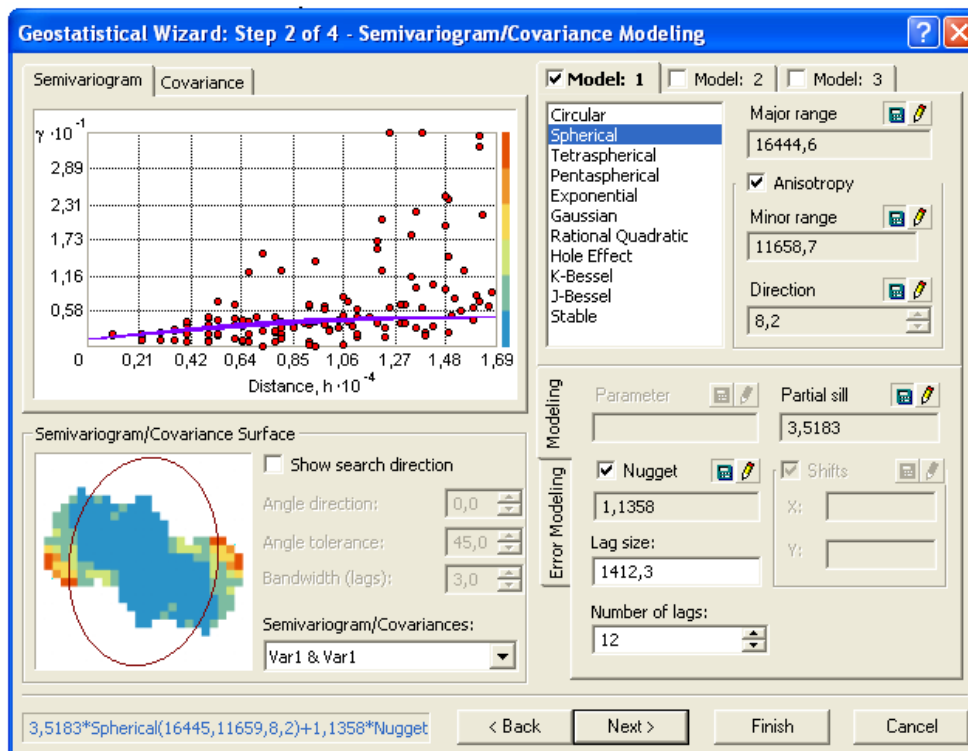 Geostatistical Wizard: Step 2 of 4 - Semivariogram/Covariance Modeling
Semivariogram
Covariance
γ ·10⁻¹
2,89
2,31
1,73
1,16
0,58
0 0,21 0,42 0,64 0,85 1,06 1,27 1,48 1,69
Distance, h ·10⁻⁴
Semivariogram/Covariance Surface
Show search direction
Angle direction: 0,0
Angle tolerance: 45,0
Bandwidth (lags): 3,0
Semivariogram/Covariances:
Var1 & Var1
Model: 1 Model: 2 Model: 3
Circular
Spherical
Tetraspherical
Pentaspherical
Exponential
Gaussian
Rational Quadratic
Hole Effect
K-Bessel
J-Bessel
Stable
Major range
16444,6
Anisotropy
Minor range
11658,7
Direction
8,2
Modeling
Error Modeling
Parameter
Partial sill
3,5183
Nugget
1,1358
Shifts
X:
Y:
Lag size:
1412,3
Number of lags:
12
3,5183*Spherical(16445,11659,8,2)+1,1358*Nugget
< Back
Next >
Finish
Cancel